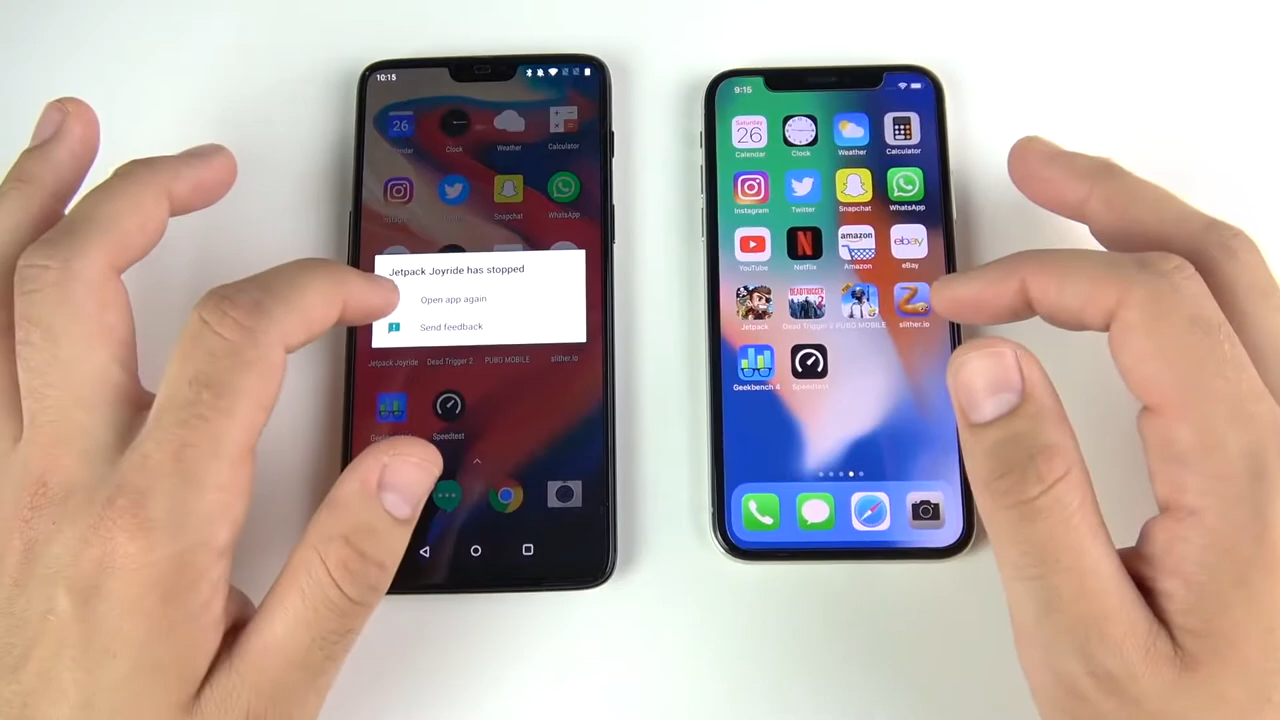 10:15
26
Clock
Weather
Calculator
Twitter
Snapchat
WhatsApp
Jetpack Joyride has stopped
Open app again
Send feedback
Jetpack Joyride
Dead Trigger 2
PUBG MOBILE
slither.io
Speedtest
9:15
Saturday
26
Calendar
Clock
Weather
Calculator
Instagram
Twitter
Snapchat
WhatsApp
N
amazon
ebay
YouTube
Netflix
Amazon
eBay
DEADTRIGGER
Jetpack
Dead Trigger 2
PUBG MOBILE
slither.io
Geekbench 4
Speedtest